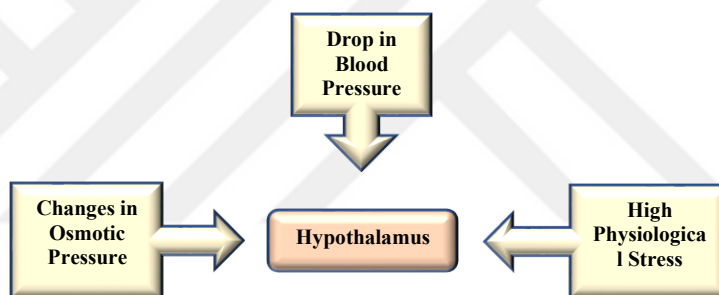 Drop in
Blood
Pressure
Changes in
Osmotic
Pressure
Hypothalamus
High
Physiologica
l Stress